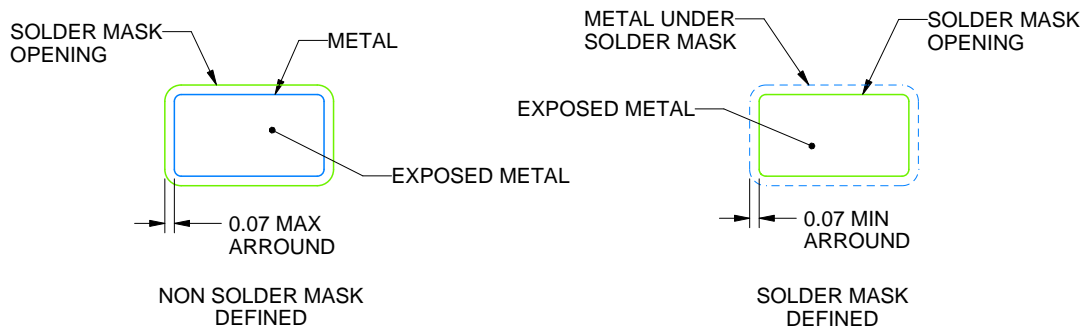 SOLDER MASK
OPENING
METAL
EXPOSED METAL
0.07 MAX
ARROUND
NON SOLDER MASK
DEFINED
METAL UNDER
SOLDER MASK
SOLDER MASK
OPENING
EXPOSED METAL
0.07 MIN
ARROUND
SOLDER MASK
DEFINED